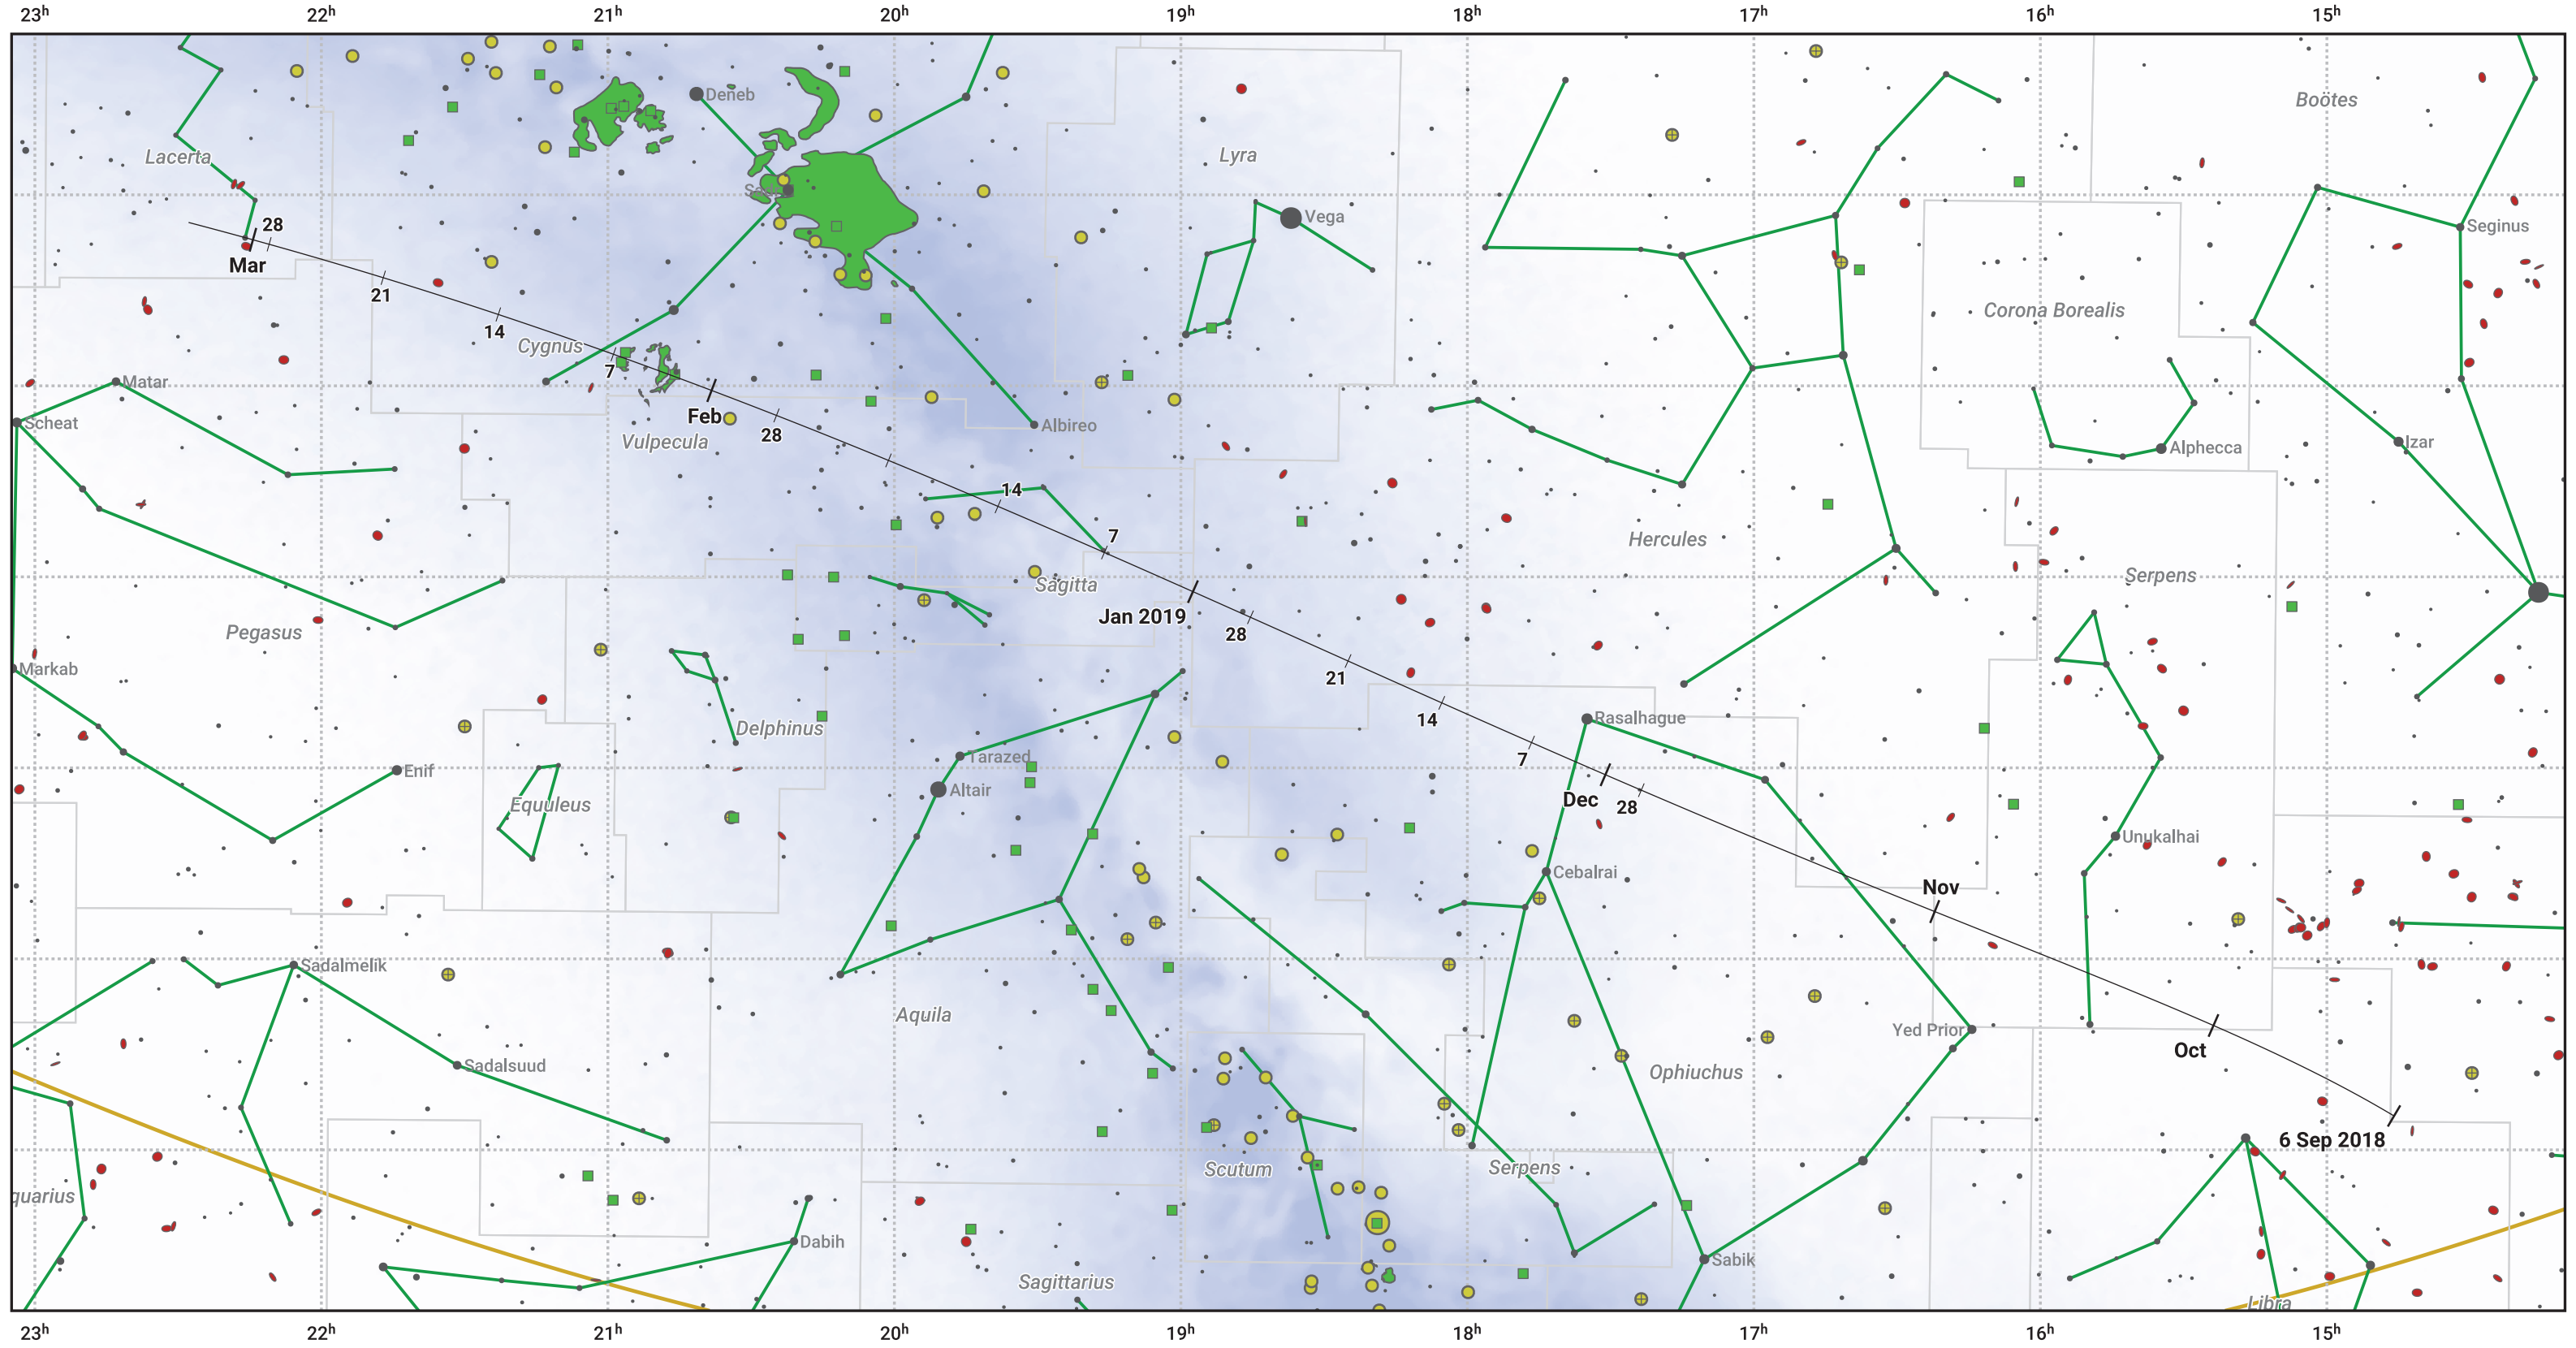 23h 22h 21h 20h 19h 18h 17h 16h 15h
Deneb
Boötes
Lacerta
Lyra
Vega
28
Seginus
Mar
21
Corona Borealis
14
Cygnus
7
Matar
Feb
Scheat
Albireo
28
Vulpecula
Izar
Alphecca
14
7
Hercules
Serpens
Sagitta
Jan 2019
Pegasus
28
Markab
21
14
Rasalhague
Delphinus
Tarazed
7
Enif
Altair
Dec
28
Equuleus
Unukalhai
Cebalrai
Nov
Sadalmelik
Aquila
Yed Prior
Oct
Sadalsuud
Ophiuchus
6 Sep 2018
Scutum
Serpens
quarius
Dabih
Sabik
Sagittarius
Libra
23h 22h 21h 20h 19h 18h 17h 16h 15h